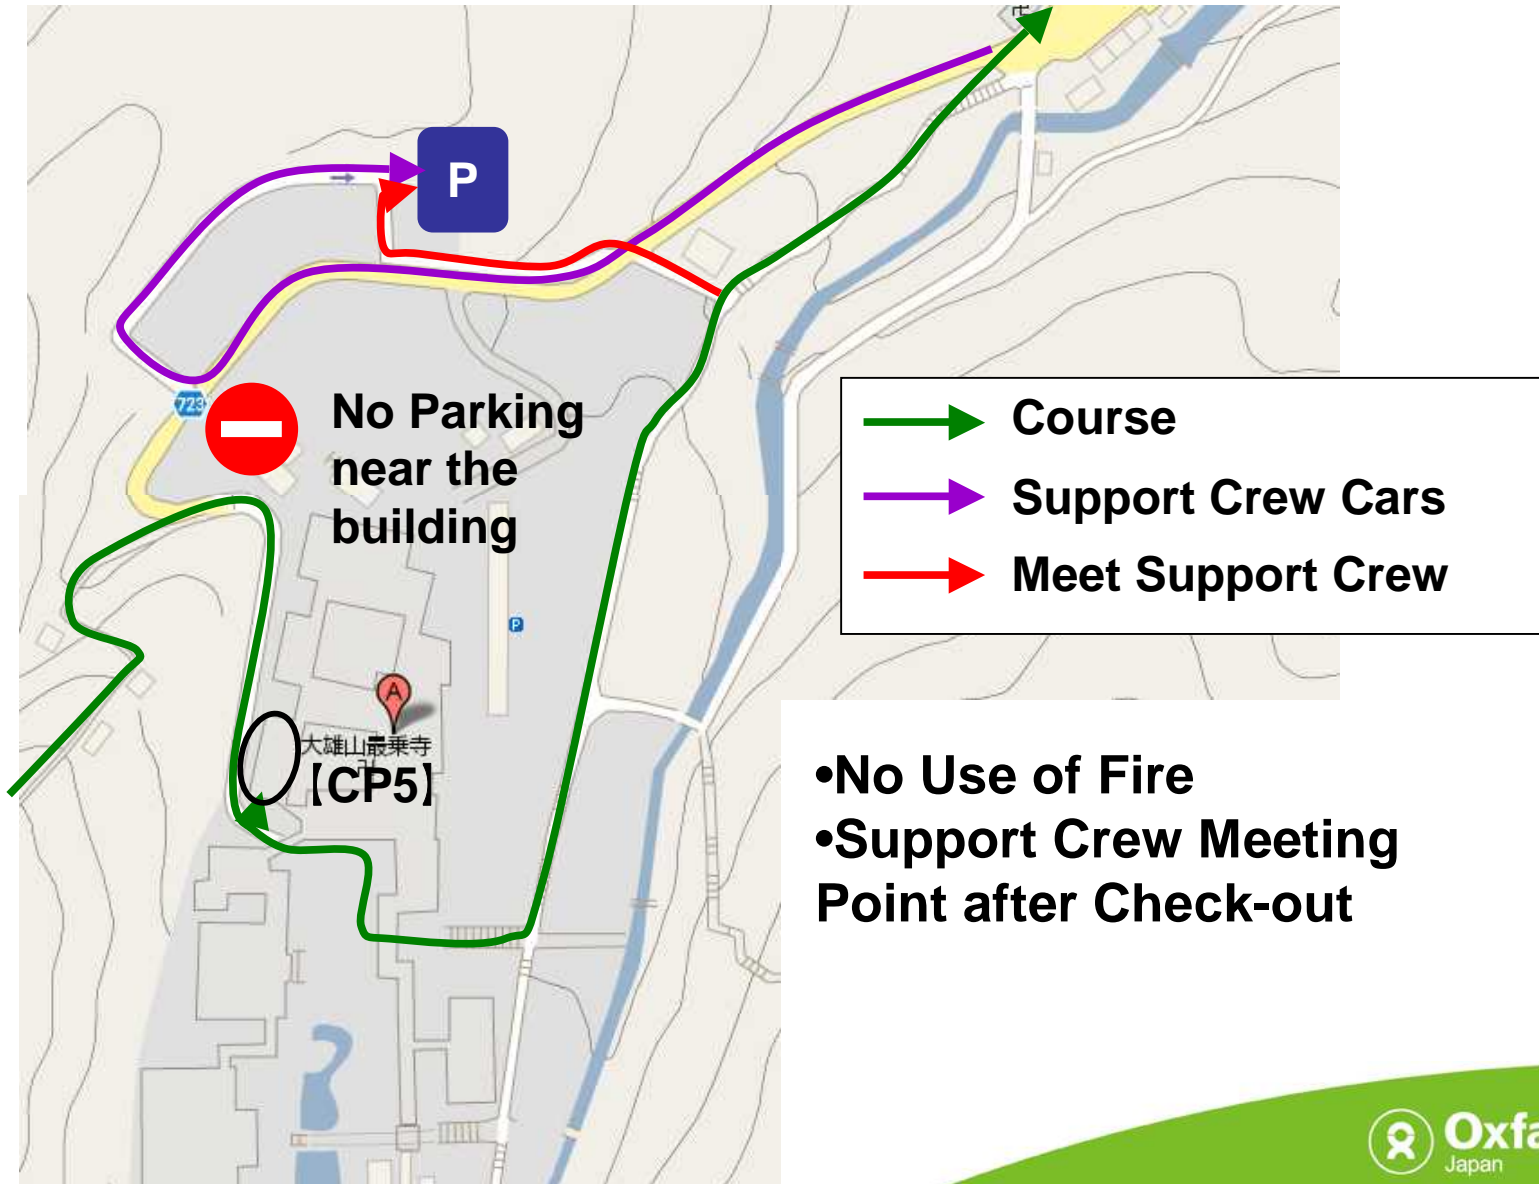 卍
P
723
No Parking
near the
building
Course
Support Crew Cars
Meet Support Crew
P
A
大雄山最乗寺
【CP5】
•No Use of Fire
•Support Crew Meeting
Point after Check-out
Oxfa
Japan